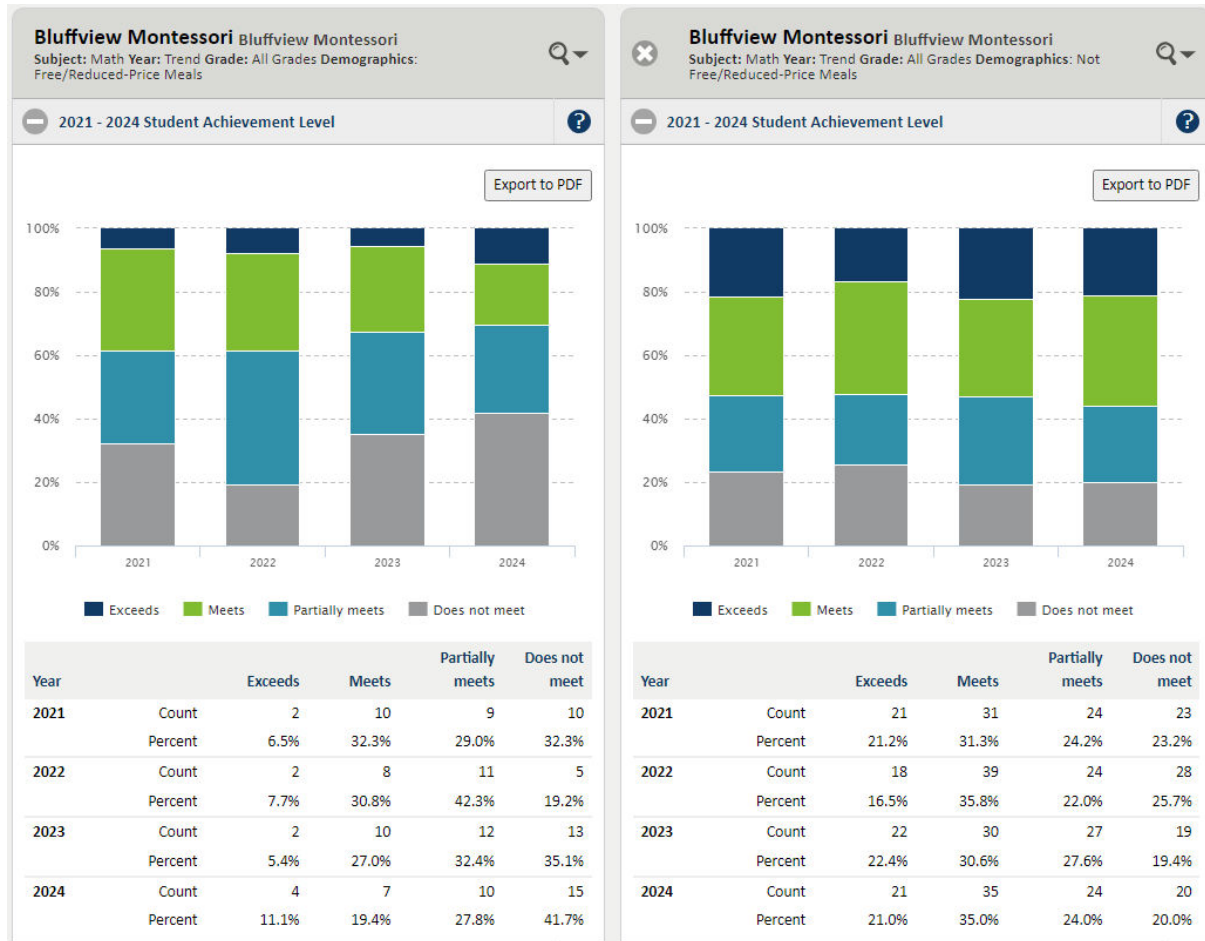 Bluffview Montessori Bluffview Montessori
Subject: Math Year: Trend Grade: All Grades Demographics:
Free/Reduced-Price Meals
2021 - 2024 Student Achievement Level
?
Export to PDF
100%
80%
60%
40%
20%
0%
2021 2022 2023 2024
Exceeds Meets Partially meets Does not meet
Year Exceeds Meets Partially meets Does not meet
2021 Count 2 10 9 10
Percent 6.5% 32.3% 29.0% 32.3%
2022 Count 2 8 11 5
Percent 7.7% 30.8% 42.3% 19.2%
2023 Count 2 10 12 13
Percent 5.4% 27.0% 32.4% 35.1%
2024 Count 4 7 10 15
Percent 11.1% 19.4% 27.8% 41.7%
Bluffview Montessori Bluffview Montessori
Subject: Math Year: Trend Grade: All Grades Demographics: Not
Free/Reduced-Price Meals
2021 - 2024 Student Achievement Level
?
Export to PDF
100%
80%
60%
40%
20%
0%
2021 2022 2023 2024
Exceeds Meets Partially meets Does not meet
Year Exceeds Meets Partially meets Does not meet
2021 Count 21 31 24 23
Percent 21.2% 31.3% 24.2% 23.2%
2022 Count 18 39 24 28
Percent 16.5% 35.8% 22.0% 25.7%
2023 Count 22 30 27 19
Percent 22.4% 30.6% 27.6% 19.4%
2024 Count 21 35 24 20
Percent 21.0% 35.0% 24.0% 20.0%